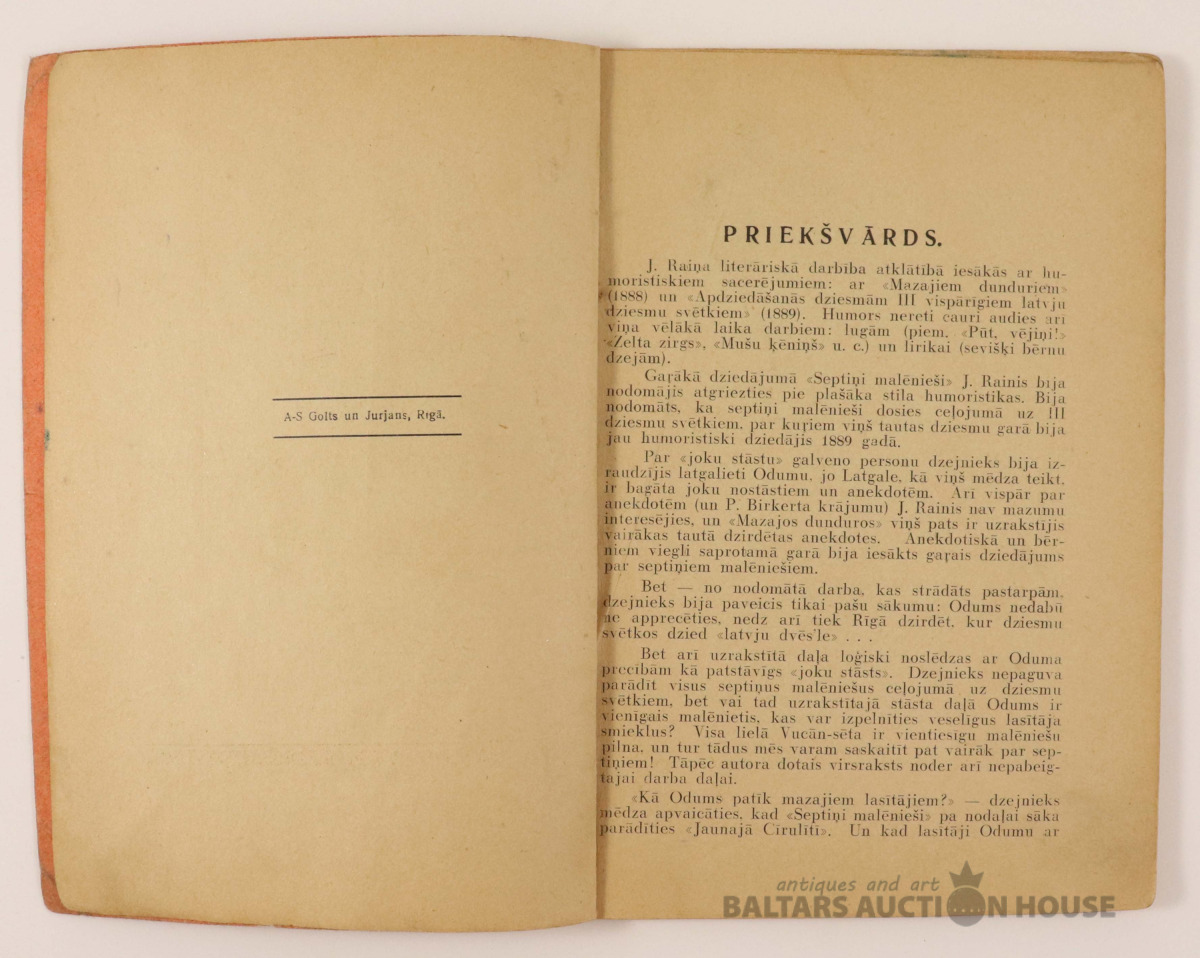 A-S Golts un Jurjans, Rīgā.
PRIEKŠVĀRDS.
J. Raiņa literāriskā darbība atklātībā iesākās ar hu-
moristiskiem sacerējumiem: ar «Mazajiem dunduriem»
(1888) un «Apdziedāšanās dziesmām III vispārīgiem latvju
dziesmu svētkiem» (1889). Humors nereti cauri audies arī
viņa vēlākā laika darbiem: lugām (piem. «Pūt, vējiņi!»
«Zelta zirgs», «Mušu ķēniņš» u. c.) un lirikai (sevišķi bērnu
dzejām).
Gaŗākā dziedājumā «Septiņi malēnieši» J. Rainis bija
nodomājis atgriezties pie plašāka stila humoristikas. Bija
nodomāts, ka septiņi malēnieši dosies ceļojumā uz III
dziesmu svētkiem, par kuŗiem viņš tautas dziesmu garā bija
jau humoristiski dziedājis 1889 gadā.
Par «joku stāstu» galveno personu dzejnieks bija iz-
raudzījis latgalieti Odumu, jo Latgale, kā viņš mēdza teikt,
ir bagāta joku nostāstiem un anekdotēm. Arī vispār par
anekdotēm (un P. Birkerta krājumu) J. Rainis nav mazumu
interesējies, un «Mazajos dunduros» viņš pats ir uzrakstījis
vairākas tautā dzirdētas anekdotes. Anekdotiskā un bēr-
niem viegli saprotamā garā bija iesākts gaŗais dziedājums
par septiņiem malēniešiem.
Bet — no nodomātā darba, kas strādāts pastarpām,
dzejnieks bija paveicis tikai pašu sākumu: Odums nedabū
ne apprecēties, nedz arī tiek Rīgā dzirdēt, kur dziesmu
svētkos dzied «latvju dvēs'le» . . .
Bet arī uzrakstītā daļa loģiski noslēdzas ar Oduma
precībām kā patstāvīgs «joku stāsts». Dzejnieks nepaguva
parādīt visus septiņus malēniešus ceļojumā uz dziesmu
svētkiem, bet vai tad uzrakstītajā stāsta daļā Odums ir
vienīgais malēnietis, kas var izpelnīties veselīgus lasītāja
smieklus? Visa lielā Vucān-sēta ir vientiesīgu malēniešu
pilna, un tur tādus mēs varam saskaitīt pat vairāk par sep-
tiņiem! Tāpēc autora dotais virsraksts noder arī nepabeig-
tajai darba daļai.
«Kā Odums patīk mazajiem lasītājiem?» — dzejnieks
mēdza apvaicāties, kad «Septiņi malēnieši» pa nodaļai sāka
parādīties «Jaunajā Cīrulītī». Un kad lasītāji Odumu ar
antiques and art
BALTARS AUCTION HOUSE